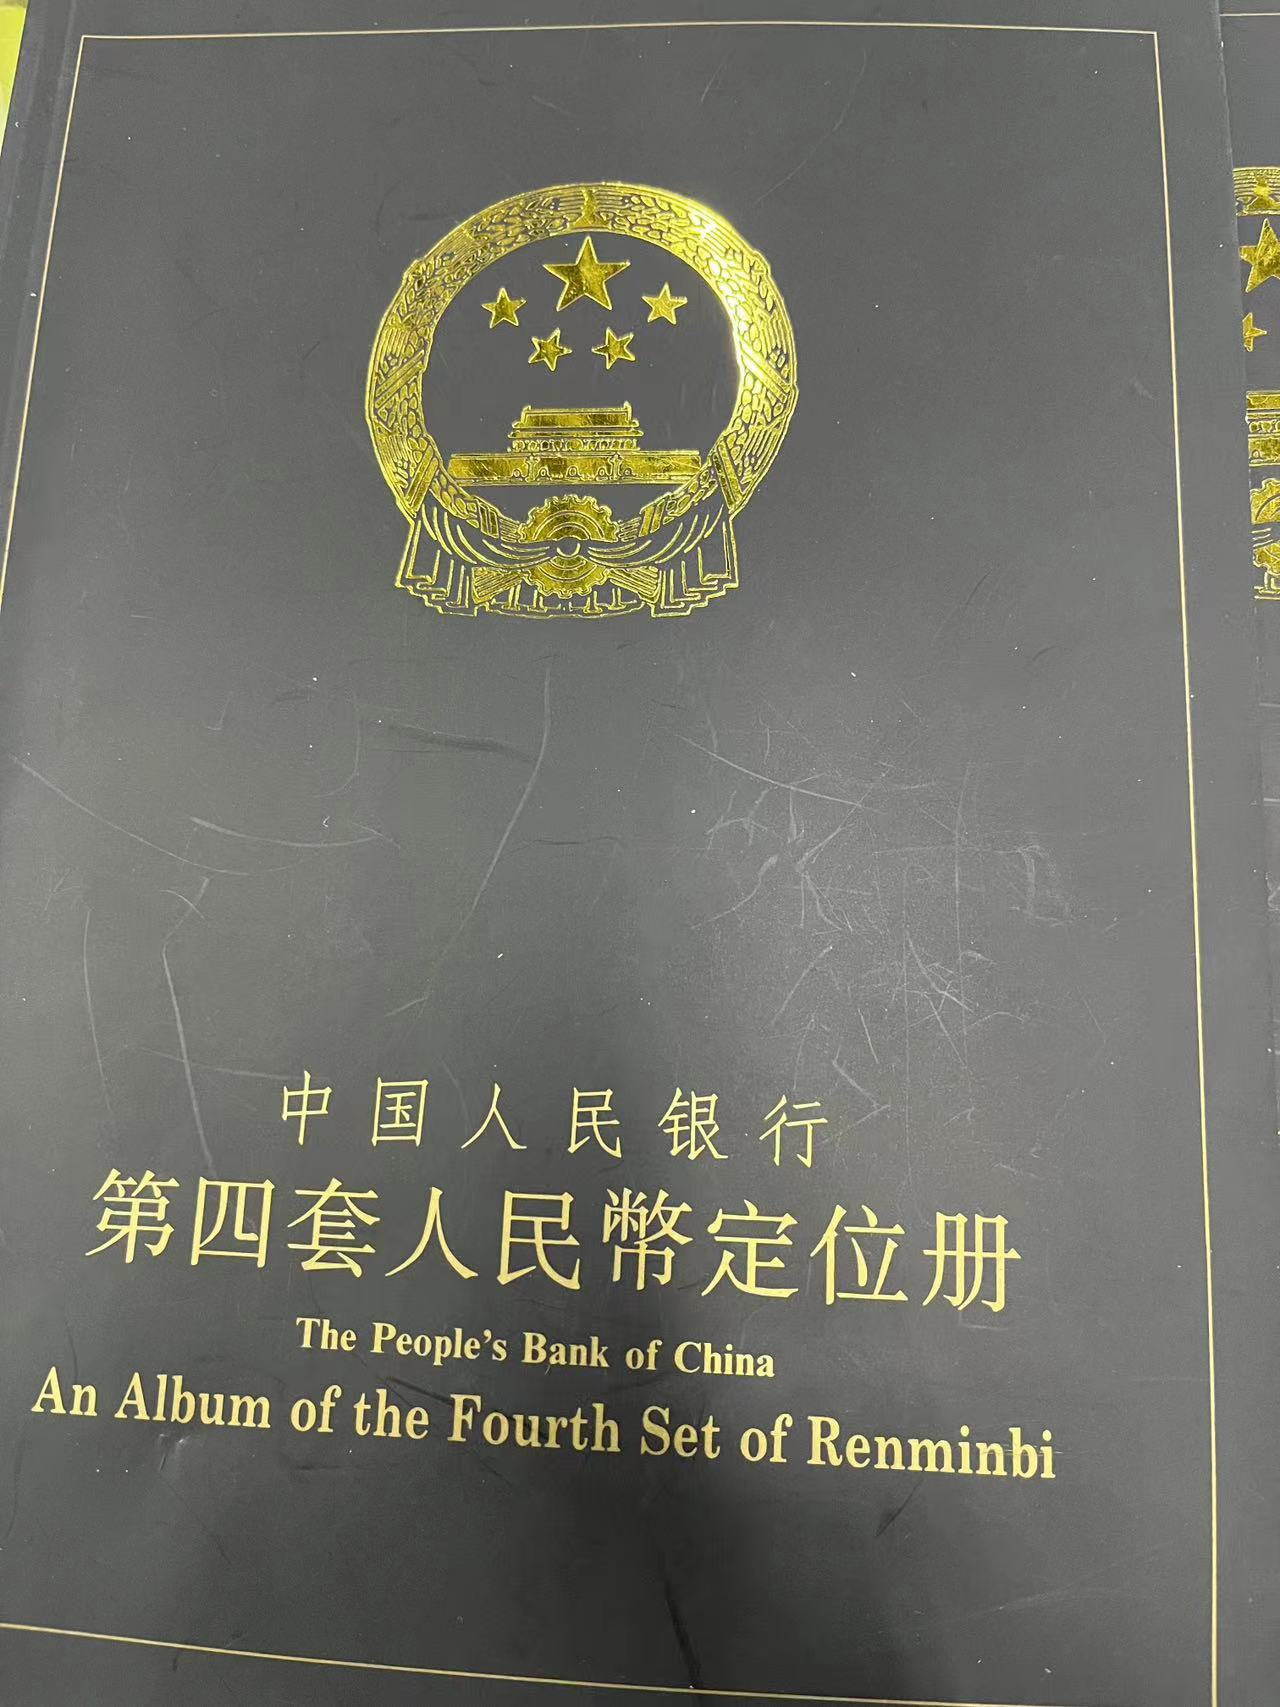 中国人民银行
第四套人民幣定位册
The People's Bank of China
An Album of the Fourth Set of Renminbi